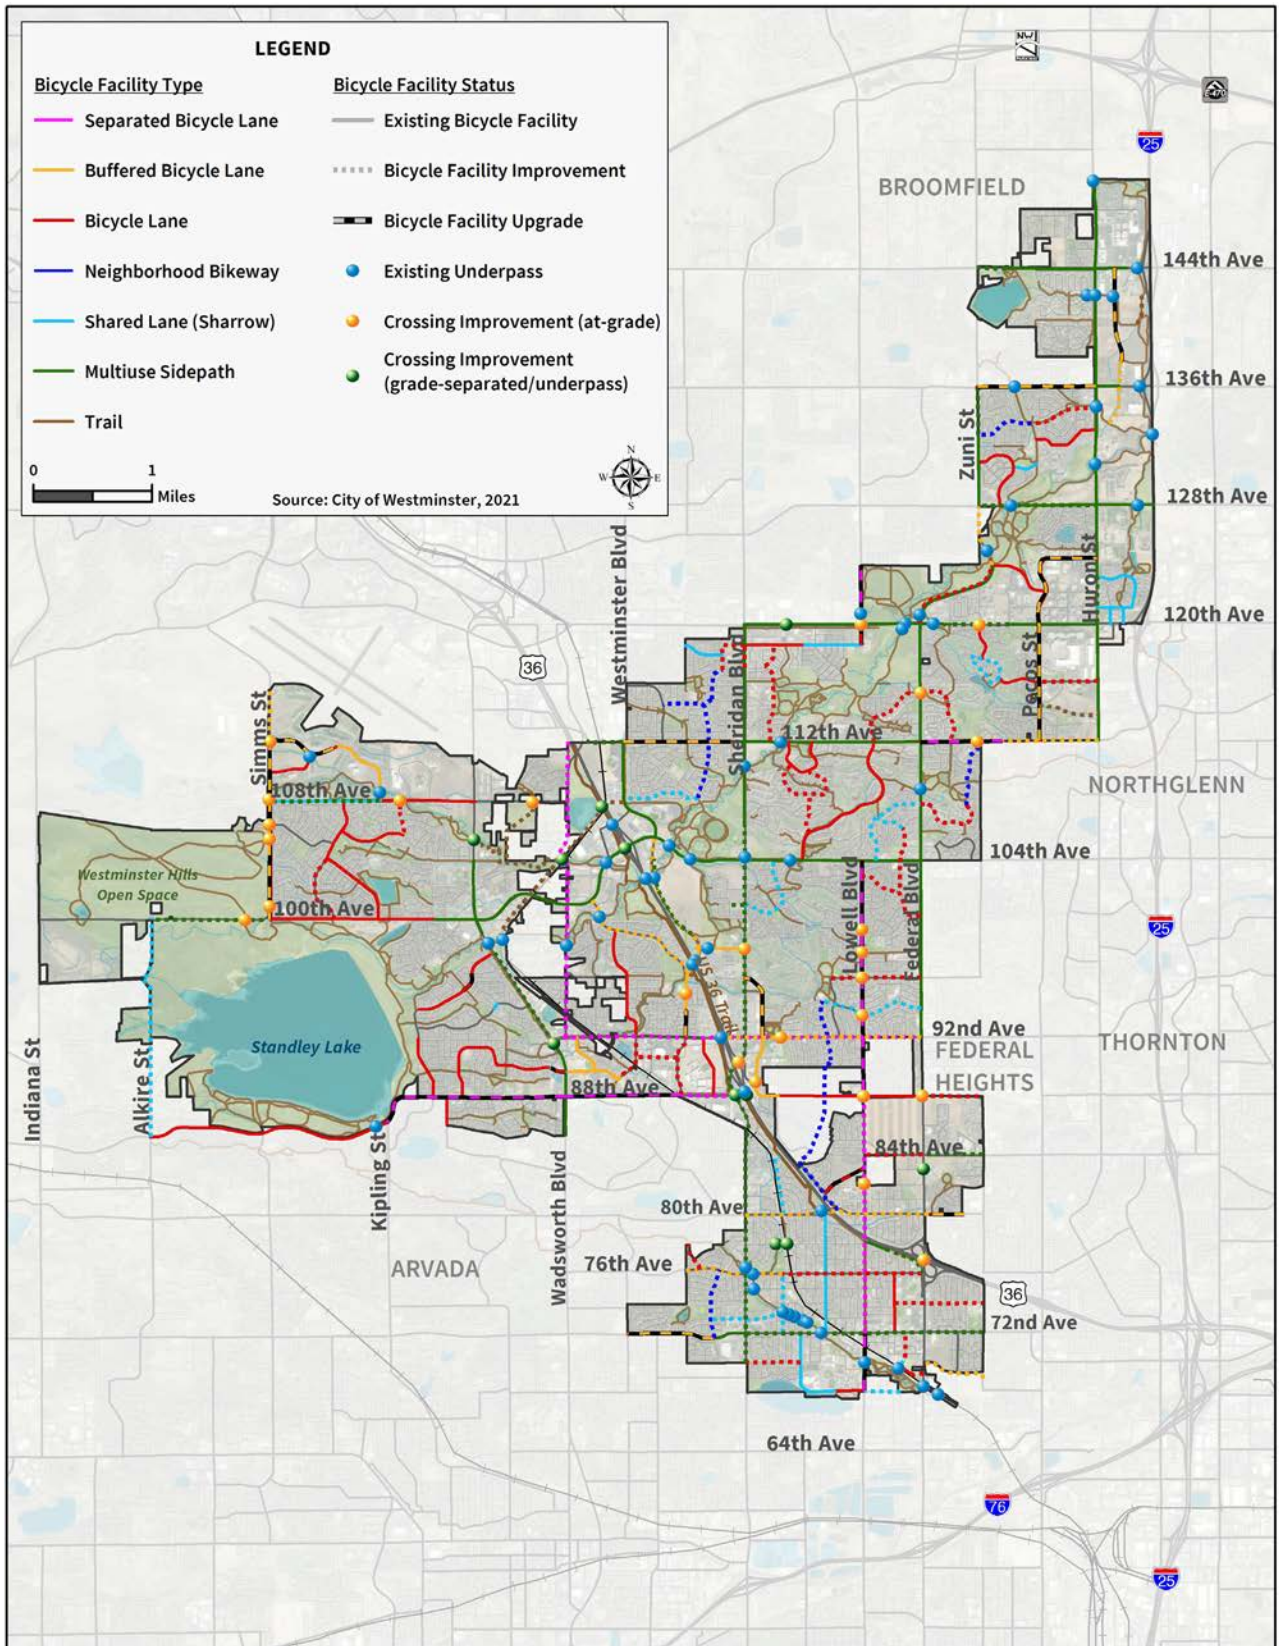 LEGEND
Bicycle Facility Type
Separated Bicycle Lane
Buffered Bicycle Lane
Bicycle Lane
Neighborhood Bikeway
Shared Lane (Sharrow)
Multiuse Sidepath
Trail
Bicycle Facility Status
Existing Bicycle Facility
Bicycle Facility Improvement
Bicycle Facility Upgrade
Existing Underpass
Crossing Improvement (at-grade)
Crossing Improvement
(grade-separated/underpass)
0 1
Miles
Source: City of Westminster, 2021
N
W E
S
NW
E-470
25
BROOMFIELD
144th Ave
136th Ave
Zuni St
128th Ave
Huron St
120th Ave
Westminster Blvd
36
Sheridan Blvd
Pecos St
Simms St
112th Ave
108th Ave
NORTHGLENN
104th Ave
Westminster Hills
Open Space
100th Ave
Lowell Blvd
Federal Blvd
25
US 36 Trail
Standley Lake
92nd Ave
FEDERAL
HEIGHTS
THORNTON
Indiana St
Alkire St
88th Ave
Kipling St
Wadsworth Blvd
84th Ave
80th Ave
ARVADA
76th Ave
36
72nd Ave
64th Ave
76
25